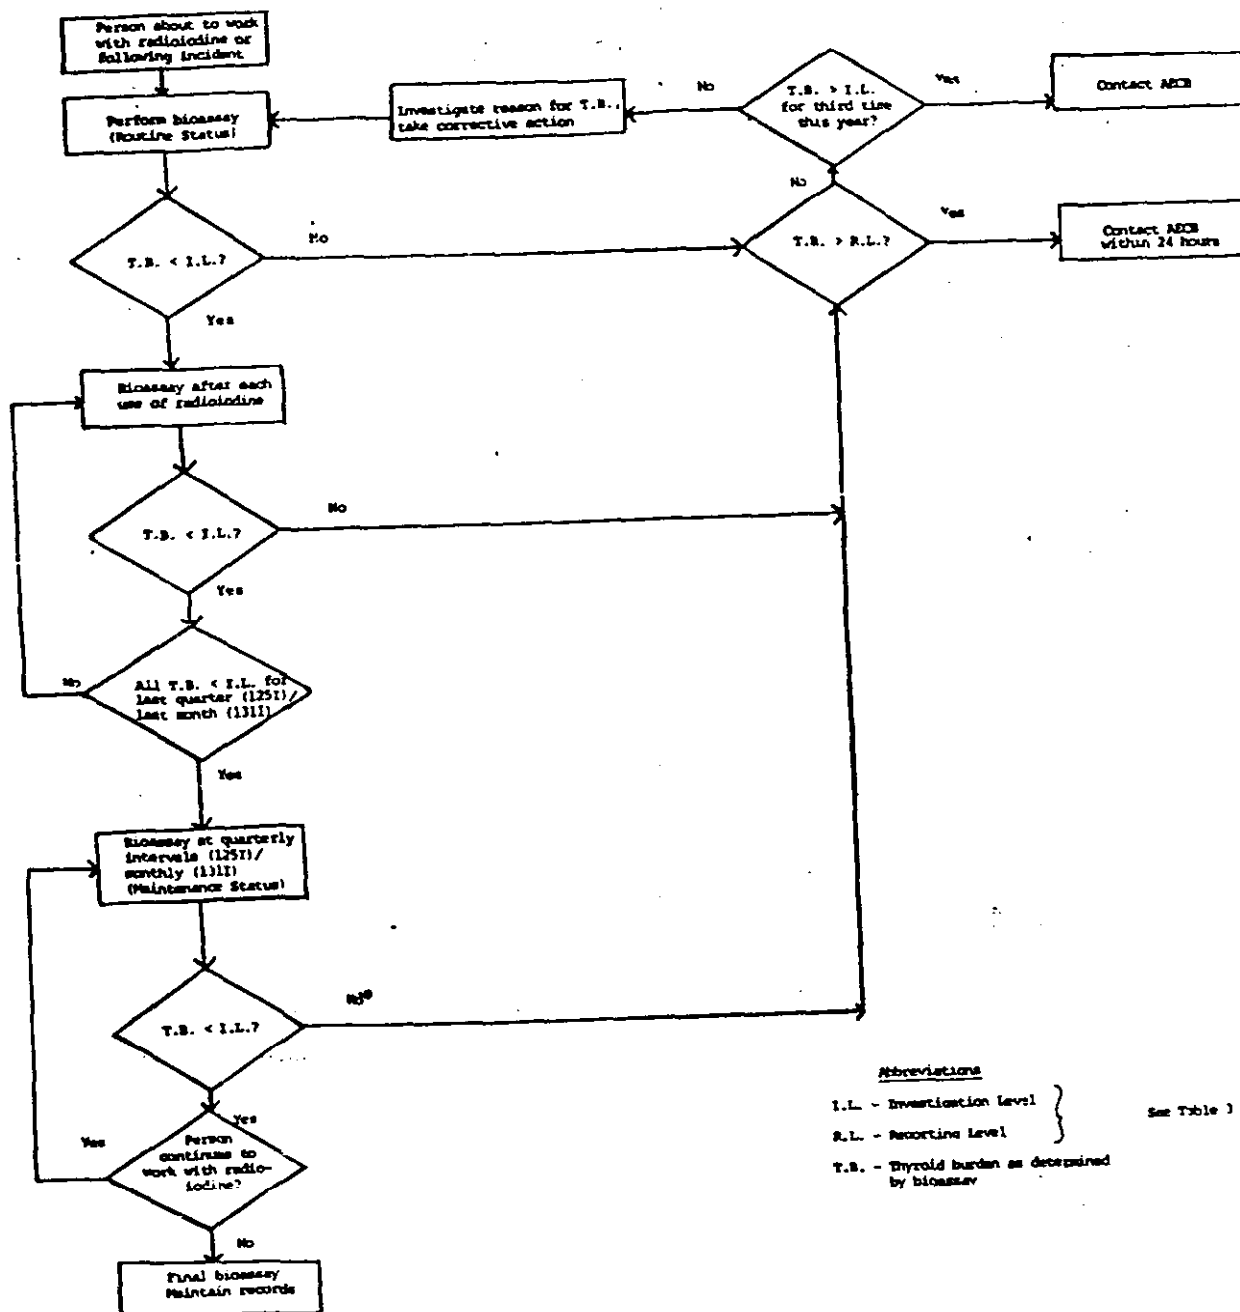 Person about to work
with radioiodine or
following incident
Perform bioassay
(Routine Status)
Investigate reason for T.B.,
take corrective action
No
T.B. > I.L.
for third time
this year?
Yes
Contact AECB
T.B. < I.L.?
No
No
T.B. > R.L.?
Yes
Contact AECB
within 24 hours
Yes
Bioassay after each
use of radioiodine
T.B. < I.L.?
No
Yes
No
All T.B. < I.L. for
last quarter (125I)/
last month (131I)
Yes
Bioassay at quarterly
intervals (125I)/
monthly (131I)
(Maintenance Status)
T.B. < I.L.?
No*
Yes
Yes
Person
continues to
work with radio-
iodine?
No
Final bioassay
Maintain records
Abbreviations
I.L. - Investigation Level
R.L. - Reporting Level
See Table
T.B. - Thyroid burden as determined
by bioassay